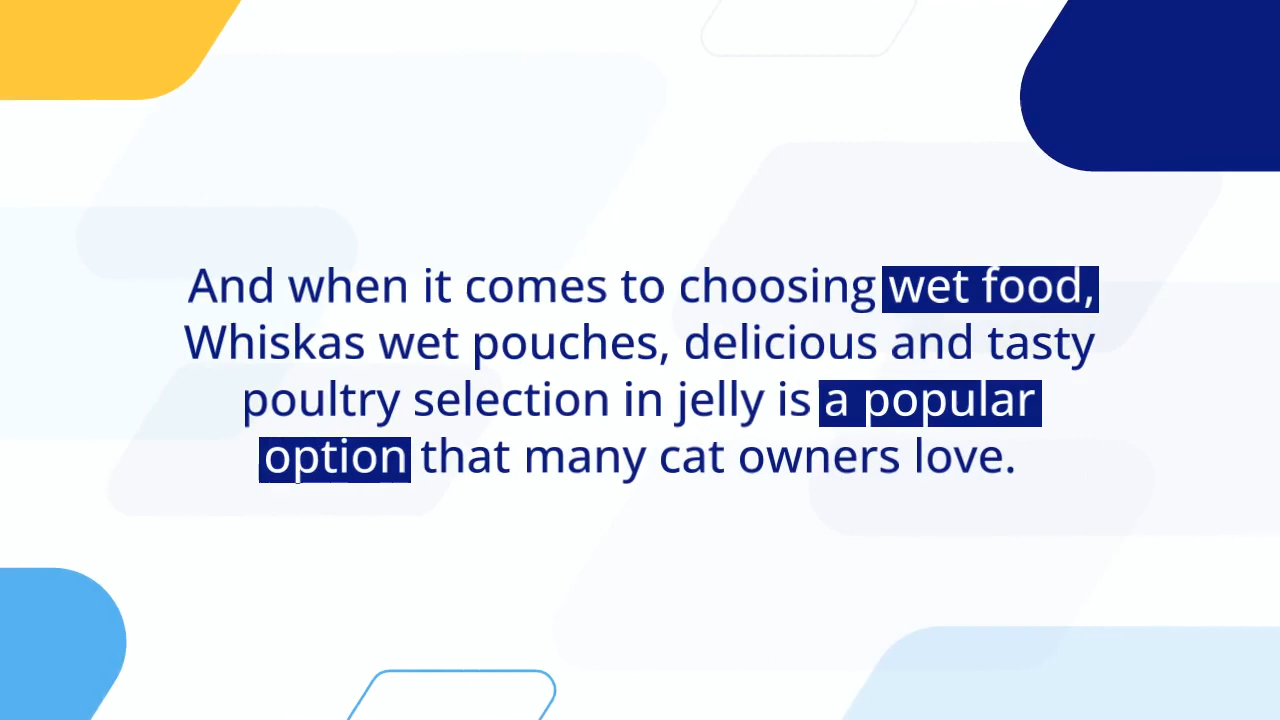 And when it comes to choosing wet food,
Whiskas wet pouches, delicious and tasty
poultry selection in jelly is a popular
option that many cat owners love.